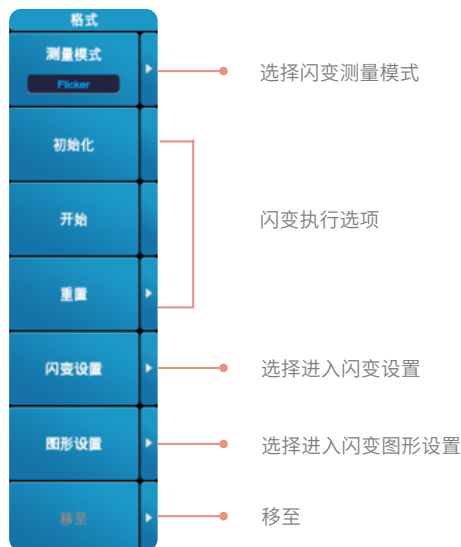 格式
测量模式
Flicker
选择闪变测量模式
初始化
开始
闪变执行选项
重置
闪变设置
选择进入闪变设置
图形设置
选择进入闪变图形设置
移至
移至